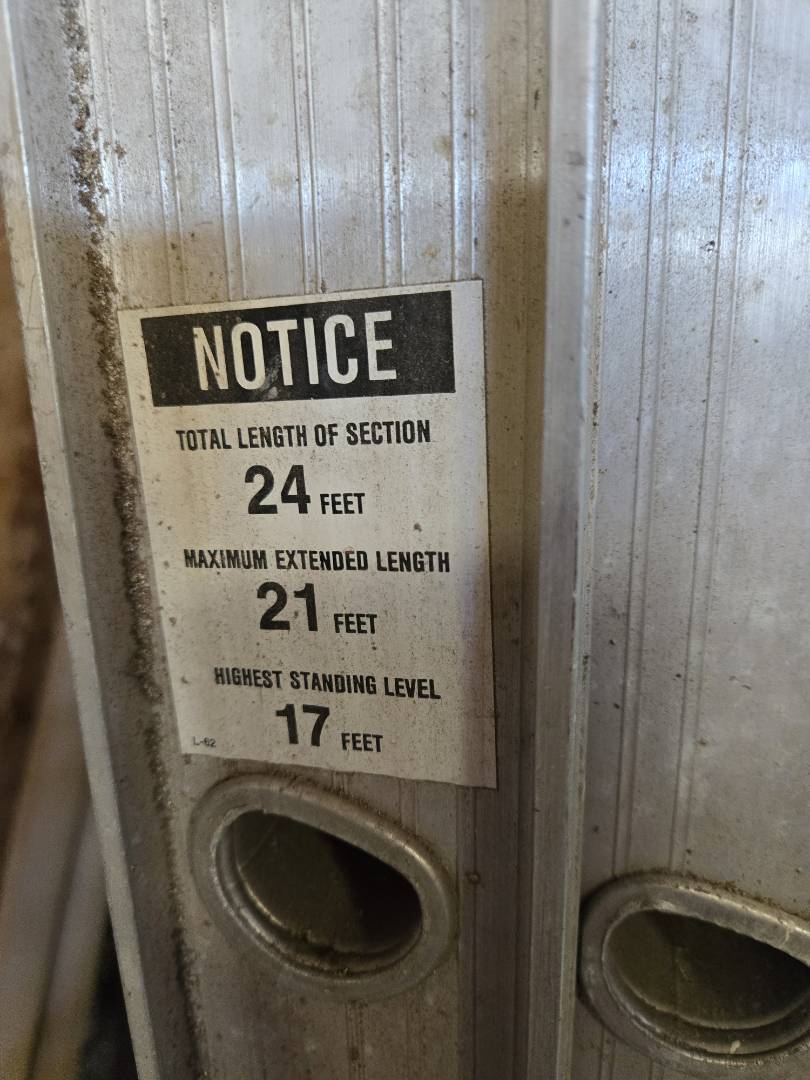 NOTICE
TOTAL LENGTH OF SECTION
24 FEET
MAXIMUM EXTENDED LENGTH
21 FEET
HIGHEST STANDING LEVEL
17 FEET
L-62